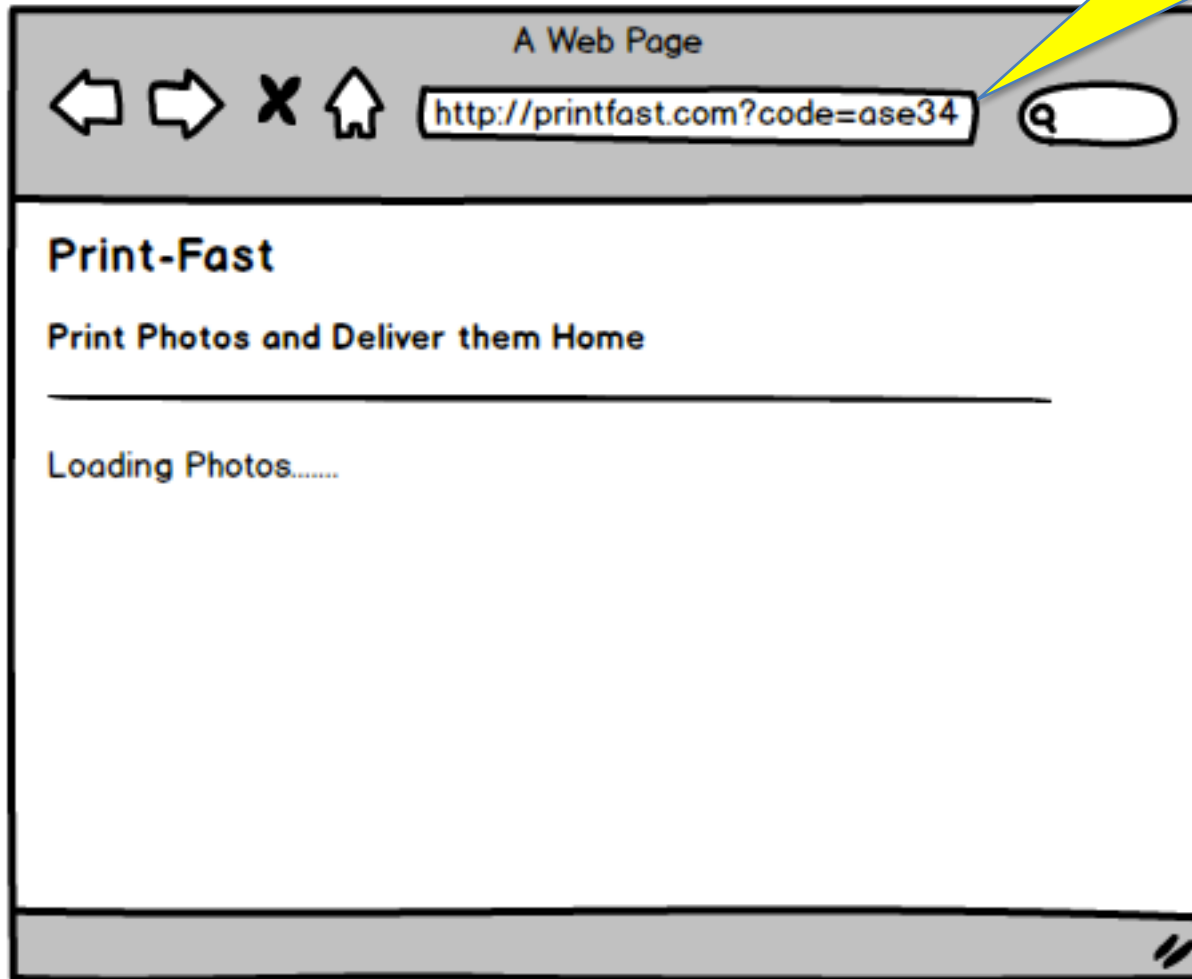 A Web Page
http://printfast.com?code=ase34
Print-Fast
Print Photos and Deliver them Home
Loading Photos.......